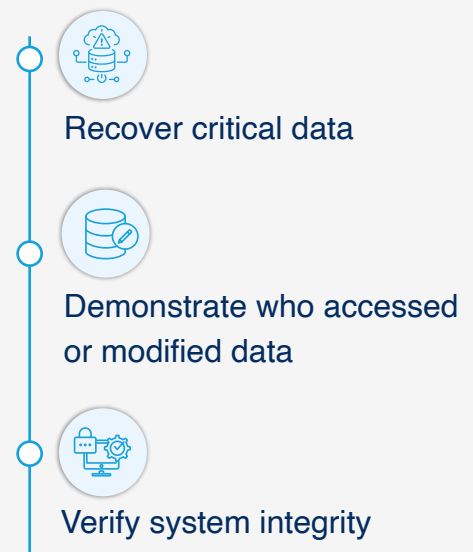 Recover critical data
Demonstrate who accessed
or modified data
Verify system integrity